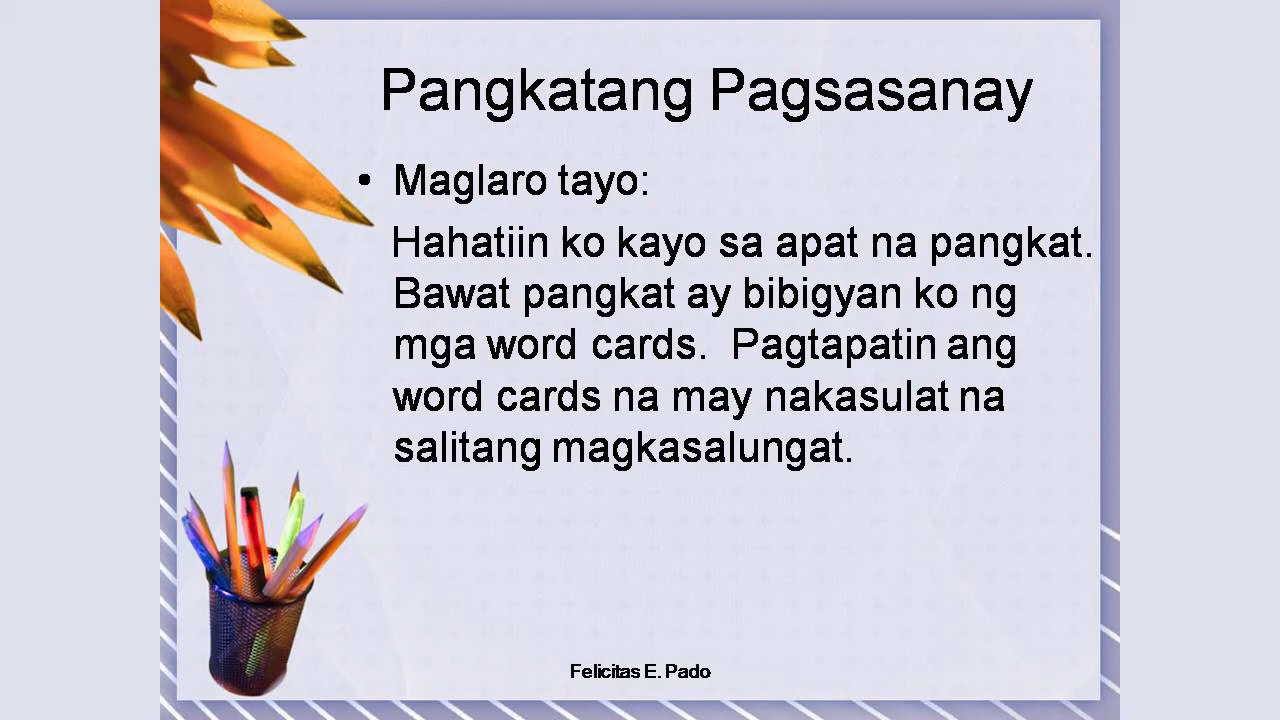 Pangkatang Pagsasanay
• Maglaro tayo:
Hahatiin ko kayo sa apat na pangkat.
Bawat pangkat ay bibigyan ko ng
mga word cards.  Pagtapatin ang
word cards na may nakasulat na
salitang magkasalungat.
Felicitas E. Pado